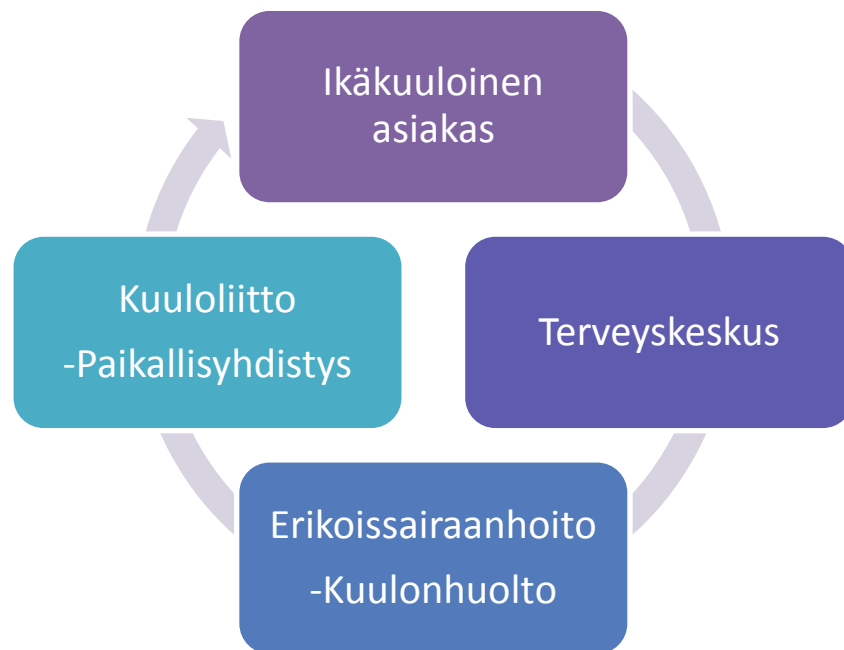 Ikäkuuloinen
asiakas
Terveyskeskus
Erikoissairaanhoito
-Kuulonhuolto
Kuuloliitto
-Paikallisyhdistys